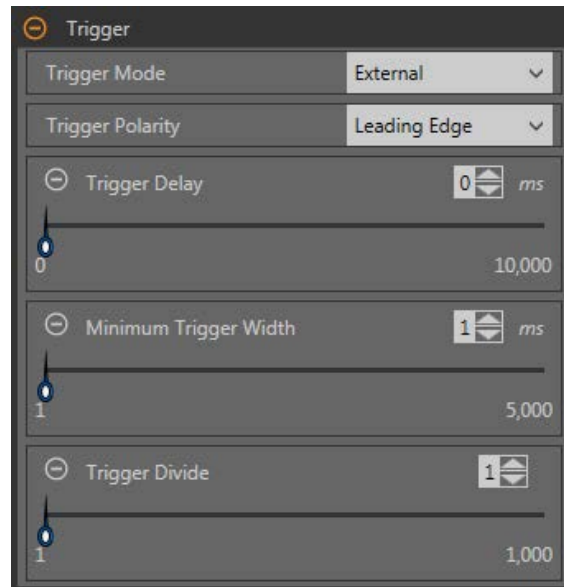 Trigger
Trigger Mode External
Trigger Polarity Leading Edge
Trigger Delay 0 ms
0 10,000
Minimum Trigger Width 1 ms
1 5,000
Trigger Divide 1
1 1,000